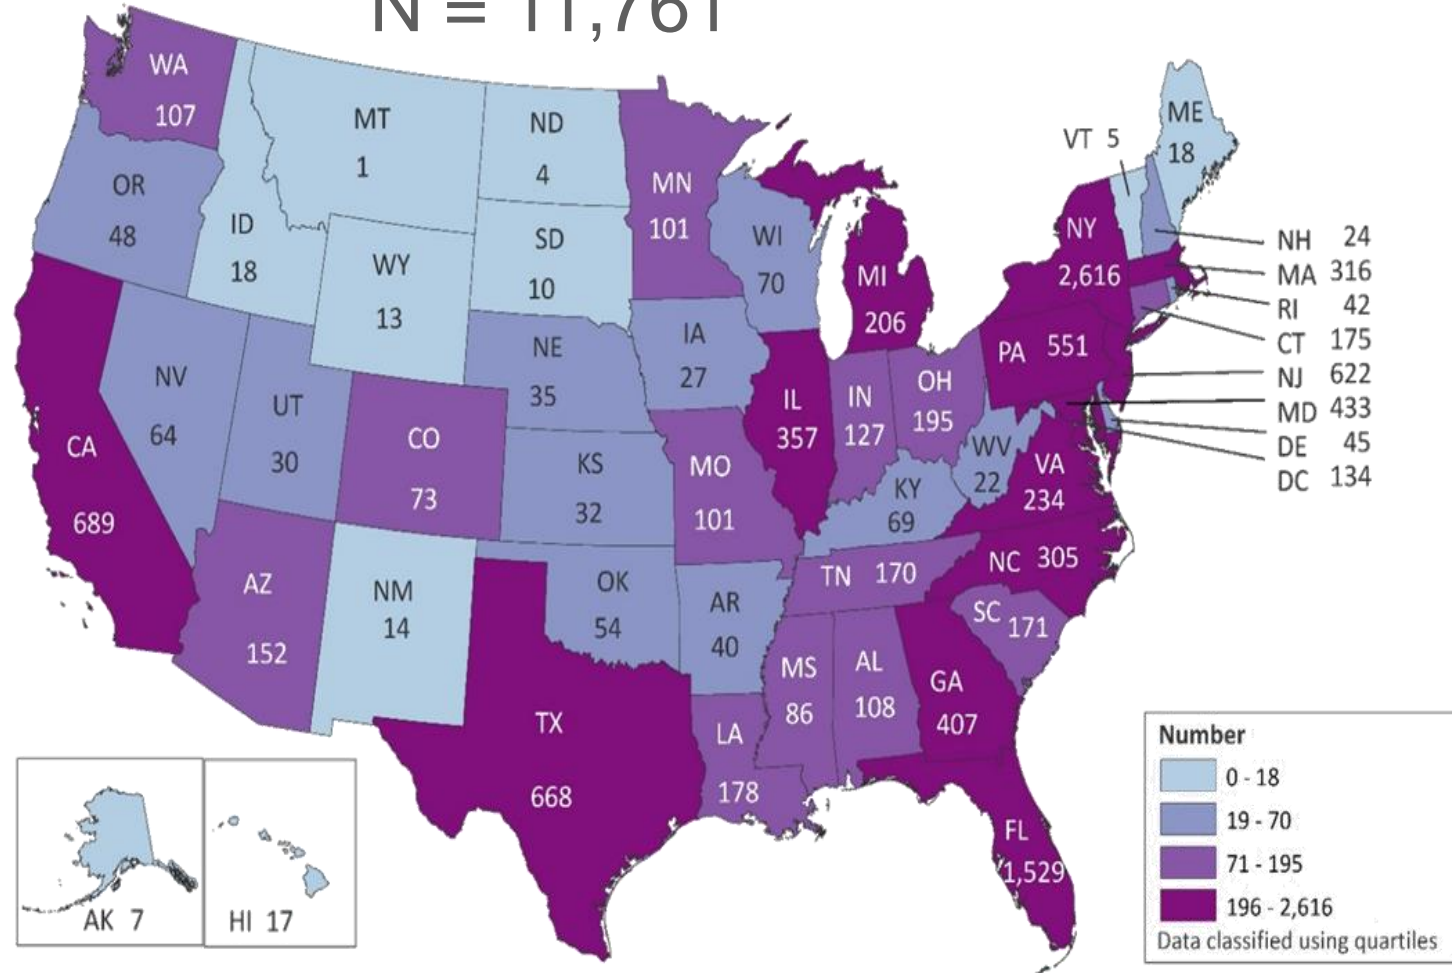 N = 11,761
WA
107
OR
48
CA
689
NV
64
ID
18
MT
1
WY
13
UT
30
CO
73
AZ
152
NM
14
ND
4
SD
10
NE
35
KS
32
OK
54
TX
668
MN
101
IA
27
MO
101
AR
40
LA
178
WI
70
IL
357
MI
206
IN
127
OH
195
KY
69
TN 170
MS
86
AL
108
GA
407
FL
1,529
SC 171
NC 305
VA
234
WV
22
PA 551
NY
2,616
VT 5
ME
18
NH 24
MA 316
RI 42
CT 175
NJ 622
MD 433
DE 45
DC 134
AK 7
HI 17
Number
0 - 18
19 - 70
71 - 195
196 - 2,616
Data classified using quartiles